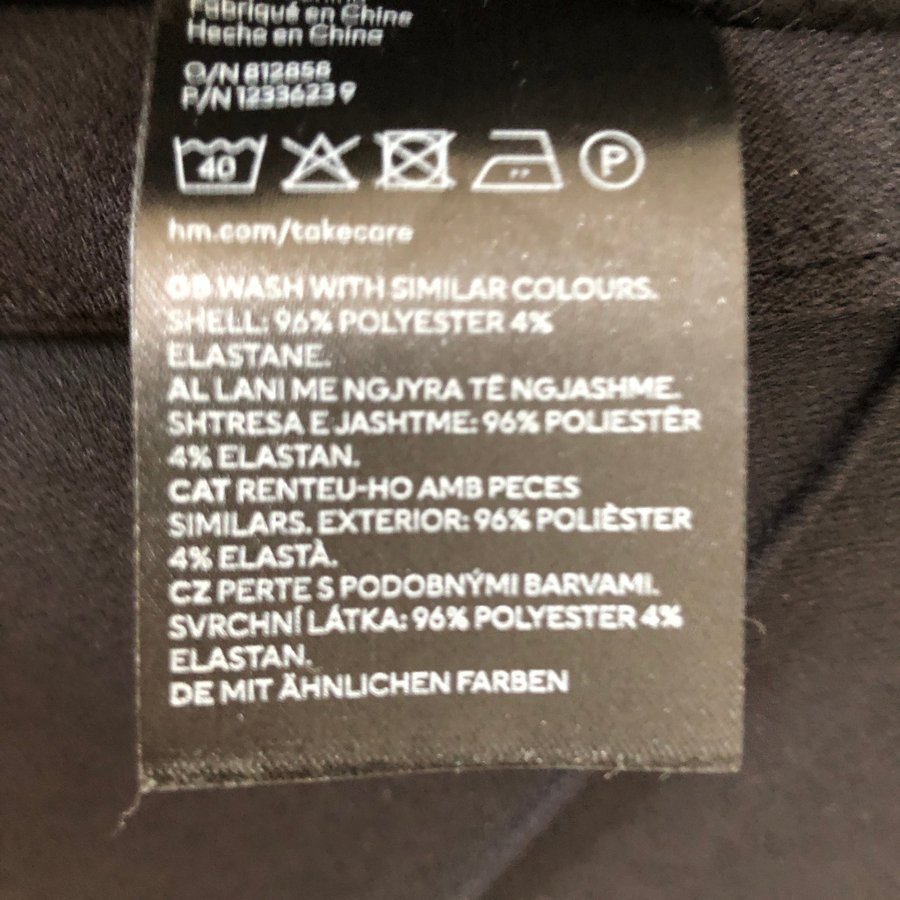 Fabriqué en Chine
Hecho en China
O/N 812858
P/N 1233623 9
40
P
hm.com/takecare
GB WASH WITH SIMILAR COLOURS.
SHELL: 96% POLYESTER 4%
ELASTANE.
AL LANI ME NGJYRA TË NGJASHME.
SHTRESA E JASHTME: 96% POLIESTËR
4% ELASTAN.
CAT RENTEU-HO AMB PECES
SIMILARS. EXTERIOR: 96% POLIÈSTER
4% ELASTÀ.
CZ PERTE S PODOBNÝMI BARVAMI.
SVRCHNÍ LÁTKA: 96% POLYESTER 4%
ELASTAN.
DE MIT ÄHNLICHEN FARBEN